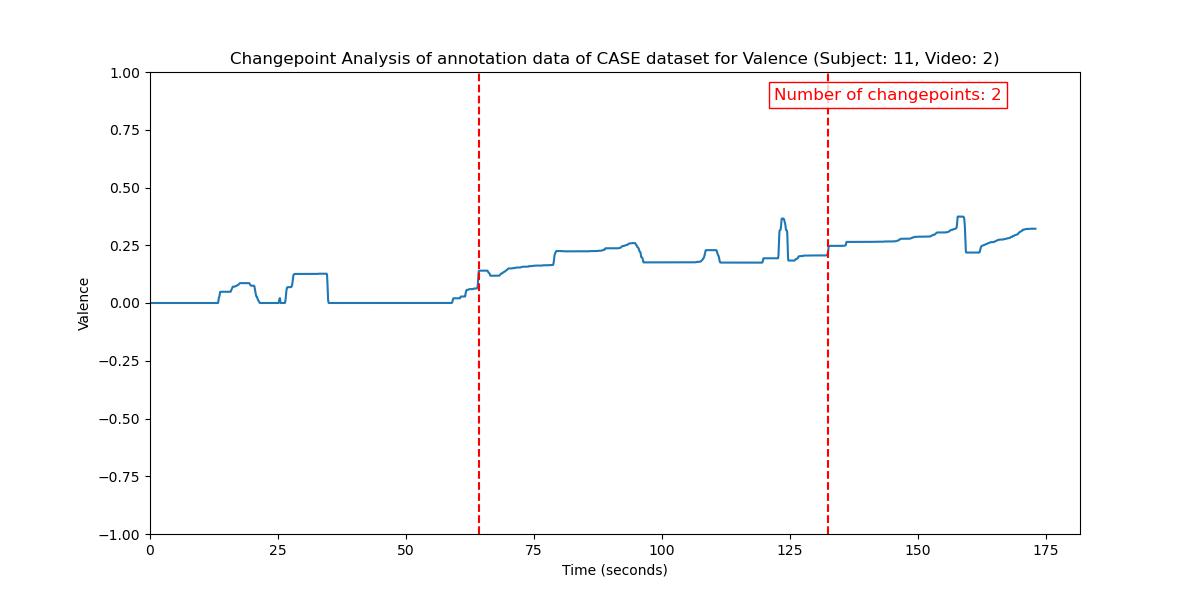 Changepoint Analysis of annotation data of CASE dataset for Valence (Subject: 11, Video: 2)
Number of changepoints: 2
1.00
0.75
0.50
0.25
0.00
−0.25
−0.50
−0.75
−1.00
Valence
0 25 50 75 100 125 150 175
Time (seconds)